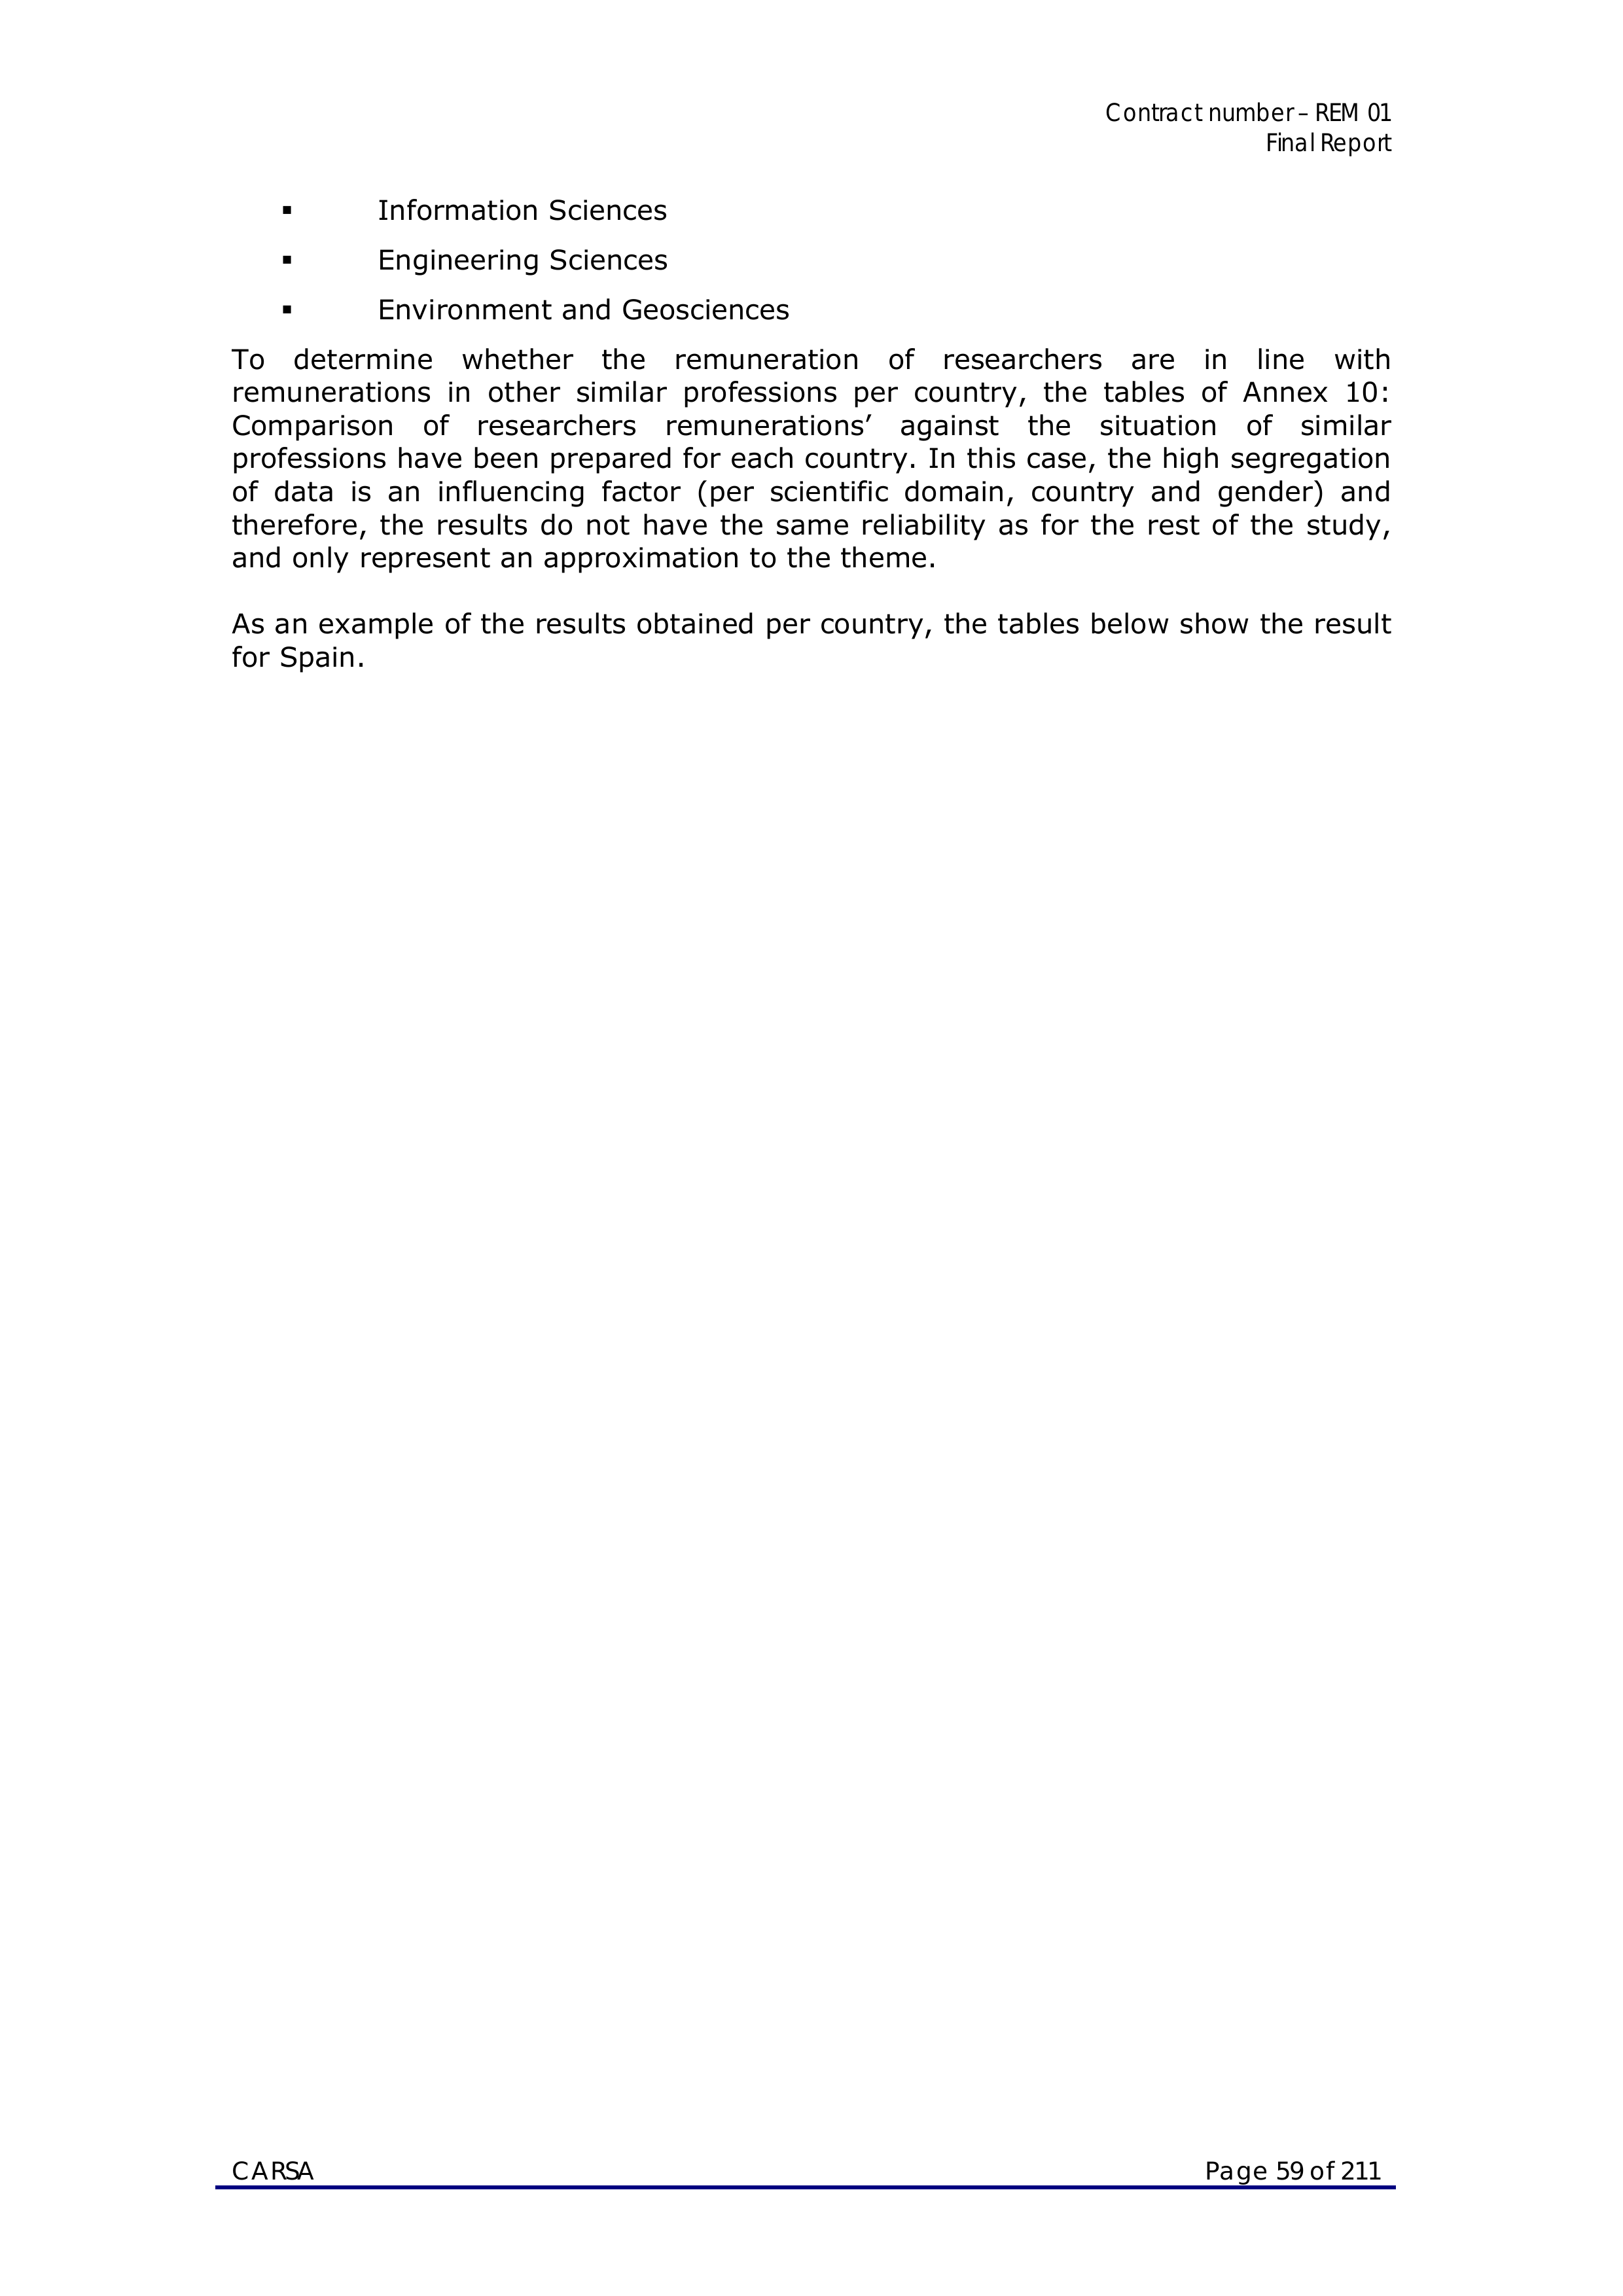 Contract number – REM 01
Final Report
▪ Information Sciences
▪ Engineering Sciences
▪ Environment and Geosciences
To determine whether the remuneration of researchers are in line with
remunerations in other similar professions per country, the tables of Annex 10:
Comparison of researchers remunerations’ against the situation of similar
professions have been prepared for each country. In this case, the high segregation
of data is an influencing factor (per scientific domain, country and gender) and
therefore, the results do not have the same reliability as for the rest of the study,
and only represent an approximation to the theme.
As an example of the results obtained per country, the tables below show the result
for Spain.
CARSA Page 59 of 211